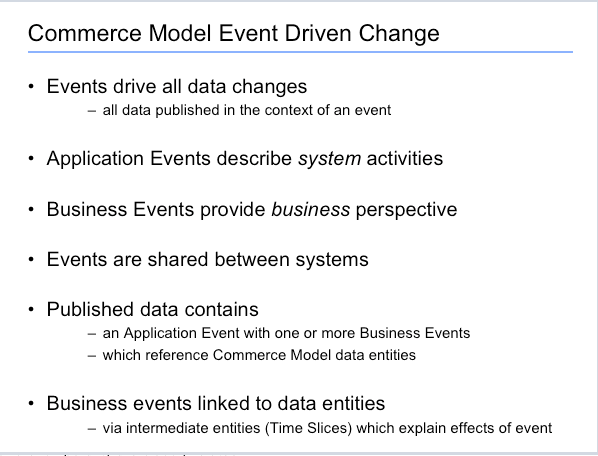 Commerce Model Event Driven Change
• Events drive all data changes
– all data published in the context of an event
• Application Events describe system activities
• Business Events provide business perspective
• Events are shared between systems
• Published data contains
– an Application Event with one or more Business Events
– which reference Commerce Model data entities
• Business events linked to data entities
– via intermediate entities (Time Slices) which explain effects of event